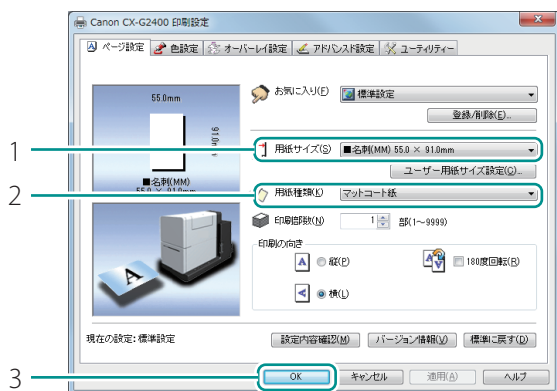 Canon CX-G2400 印刷設定
ページ設定 色設定 オーバーレイ設定 アドバンスド設定 ユーティリティー
55.0mm
91.0m
■名刺(MM)
55.0 × 91.0mm
お気に入り(F) 標準設定
登録/削除(E)...
1 用紙サイズ(S) ■名刺(MM) 55.0 × 91.0mm
ユーザー用紙サイズ設定(C)...
2 用紙種類(K) マットコート紙
印刷部数(N) 1 部(1~9999)
印刷の向き
A 縦(P) 180度回転(R)
A 横(L)
現在の設定: 標準設定 設定内容確認(M) バージョン情報(V) 標準に戻す(D)
3 OK キャンセル 適用(A) ヘルプ